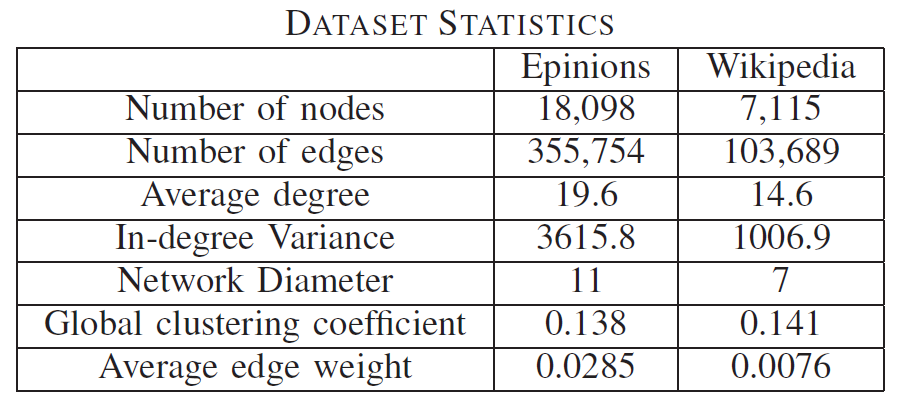 DATASET STATISTICS
Epinions Wikipedia
Number of nodes 18,098 7,115
Number of edges 355,754 103,689
Average degree 19.6 14.6
In-degree Variance 3615.8 1006.9
Network Diameter 11 7
Global clustering coefficient 0.138 0.141
Average edge weight 0.0285 0.0076